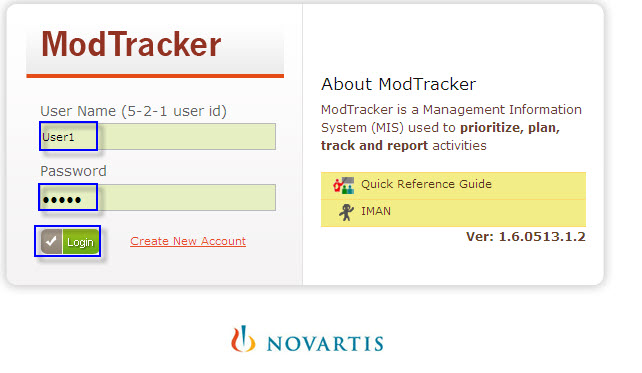 ModTracker
User Name (5-2-1 user id)
User1
Password
•••••
Login
Create New Account
About ModTracker
ModTracker is a Management Information
System (MIS) used to prioritize, plan,
track and report activities
Quick Reference Guide
IMAN
Ver: 1.6.0513.1.2
NOVARTIS